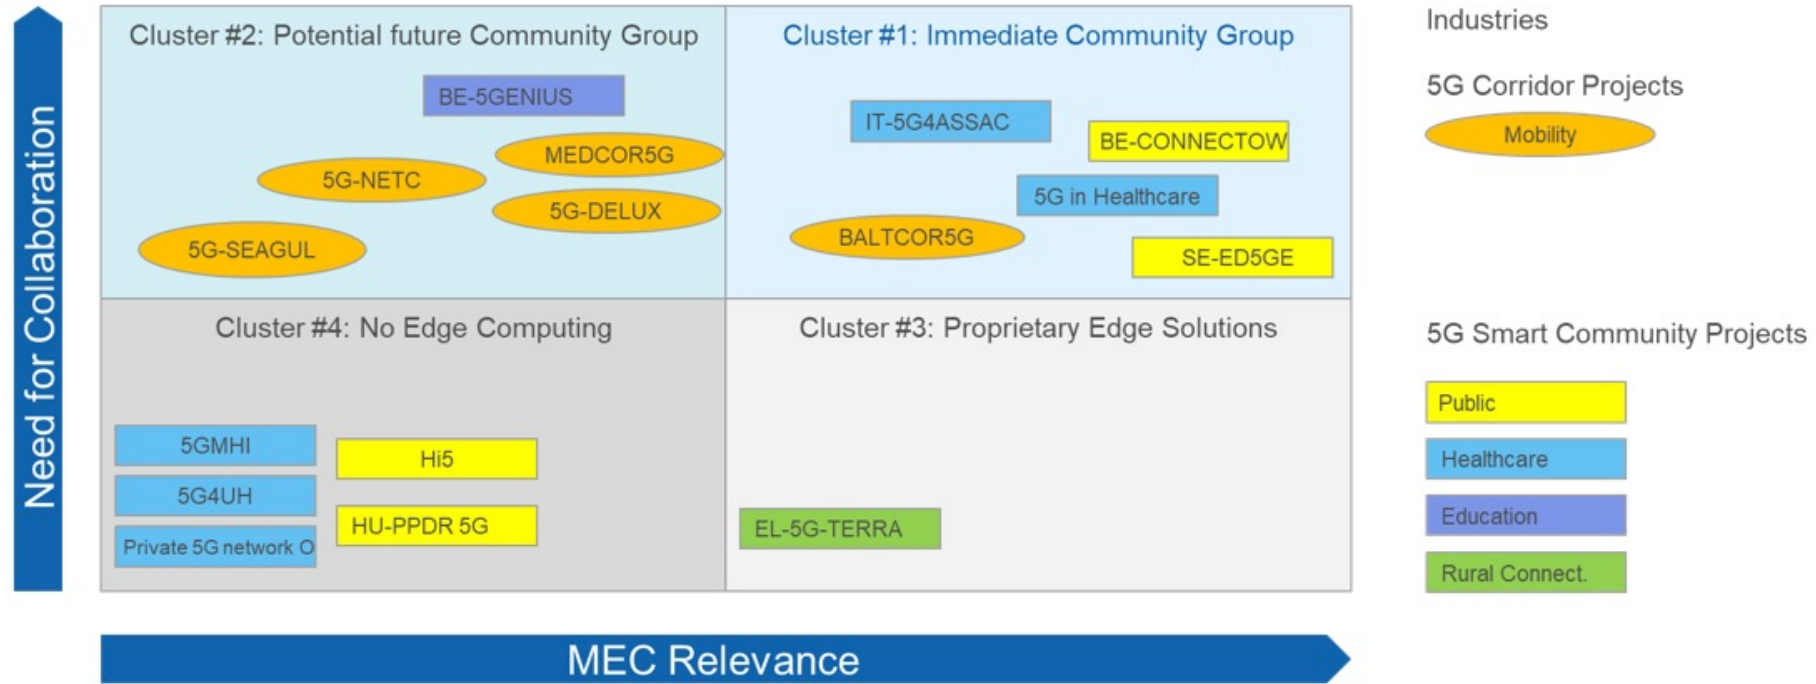 Need for Collaboration
Cluster #2: Potential future Community Group
BE-5GENIUS
MEDCOR5G
5G-NETC
5G-DELUX
5G-SEAGUL
Cluster #1: Immediate Community Group
IT-5G4ASSAC
BE-CONNECTOW
5G in Healthcare
BALTCOR5G
SE-ED5GE
Cluster #4: No Edge Computing
5GMHI
Hi5
5G4UH
HU-PPDR 5G
Private 5G network O
Cluster #3: Proprietary Edge Solutions
EL-5G-TERRA
MEC Relevance
Industries
5G Corridor Projects
Mobility
5G Smart Community Projects
Public
Healthcare
Education
Rural Connect.